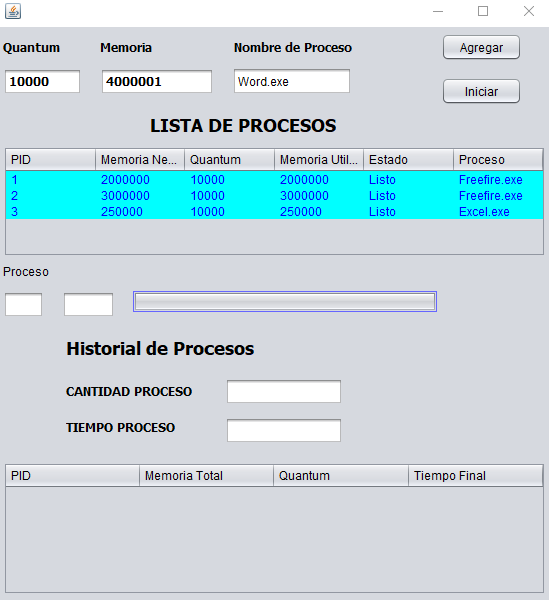 Quantum Memoria Nombre de Proceso Agregar
10000 4000001 Word.exe
Iniciar
LISTA DE PROCESOS
PID Memoria Ne... Quantum Memoria Util... Estado Proceso
1 2000000 10000 2000000 Listo Freefire.exe
2 3000000 10000 3000000 Listo Freefire.exe
3 250000 10000 250000 Listo Excel.exe
Proceso
Historial de Procesos
CANTIDAD PROCESO
TIEMPO PROCESO
PID Memoria Total Quantum Tiempo Final